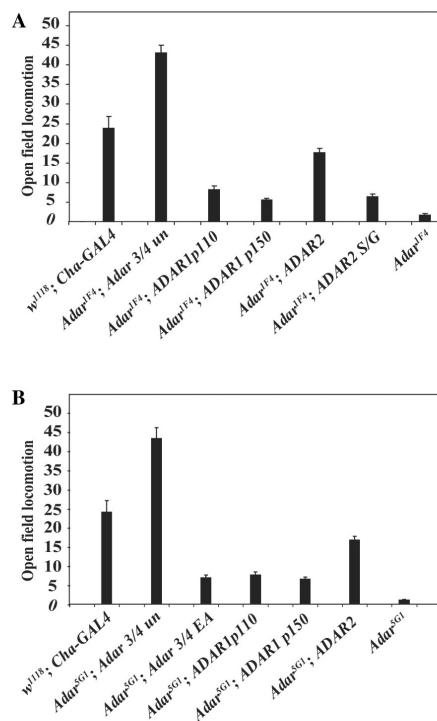 A
Open field locomotion
50
45
40
35
30
25
20
15
10
5
0
w1118; Cha-GAL4
Adar1F4; Adar 3/4 un
Adar1F4; ADAR1p110
Adar1F4; ADAR1 p150
Adar1F4; ADAR2
Adar1F4; ADAR2 S/G
Adar1F4
B
Open field locomotion
50
45
40
35
30
25
20
15
10
5
0
w1118; Cha-GAL4
Adar5G1; Adar 3/4 un
Adar5G1; Adar 3/4 EA
Adar5G1; ADAR1p110
Adar5G1; ADAR1 p150
Adar5G1; ADAR2
Adar5G1